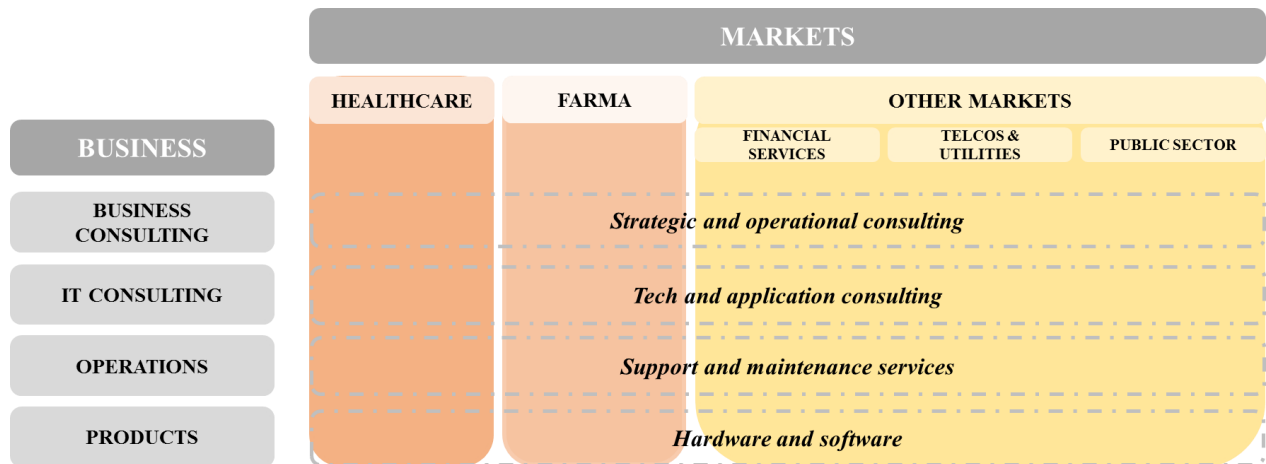 MARKETS
HEALTHCARE
FARMA
OTHER MARKETS
FINANCIAL
SERVICES
TELCOS &
UTILITIES
PUBLIC SECTOR
BUSINESS
BUSINESS
CONSULTING
Strategic and operational consulting
IT CONSULTING
Tech and application consulting
OPERATIONS
Support and maintenance services
PRODUCTS
Hardware and software